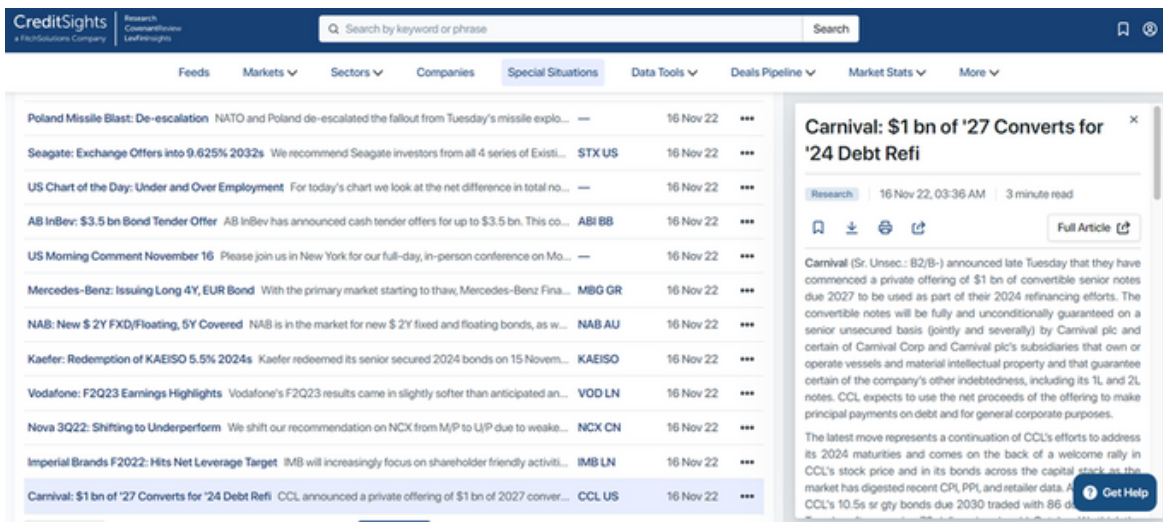 CreditSights
a FitchSolutions Company
Research
CovenantReview
LevFinInsights
Search by keyword or phrase
Search
Feeds
Markets
Sectors
Companies
Special Situations
Data Tools
Deals Pipeline
Market Stats
More
Poland Missile Blast: De-escalation NATO and Poland de-escalated the fallout from Tuesday's missile explo... — 16 Nov 22
Seagate: Exchange Offers into 9.625% 2032s We recommend Seagate investors from all 4 series of Existi... STX US 16 Nov 22
US Chart of the Day: Under and Over Employment For today's chart we look at the net difference in total no... — 16 Nov 22
AB InBev: $3.5 bn Bond Tender Offer AB InBev has announced cash tender offers for up to $3.5 bn. This co... ABI BB 16 Nov 22
US Morning Comment November 16 Please join us in New York for our full-day, in-person conference on Mo... — 16 Nov 22
Mercedes-Benz: Issuing Long 4Y, EUR Bond With the primary market starting to thaw, Mercedes-Benz Fina... MBG GR 16 Nov 22
NAB: New $ 2Y FXD/Floating, 5Y Covered NAB is in the market for new $ 2Y fixed and floating bonds, as w... NAB AU 16 Nov 22
Kaefer: Redemption of KAEISO 5.5% 2024s Kaefer redeemed its senior secured 2024 bonds on 15 Novem... KAEISO 16 Nov 22
Vodafone: F2Q23 Earnings Highlights Vodafone's F2Q23 results came in slightly softer than anticipated an... VOD LN 16 Nov 22
Nova 3Q22: Shifting to Underperform We shift our recommendation on NCX from M/P to U/P due to weake... NCX CN 16 Nov 22
Imperial Brands F2022: Hits Net Leverage Target IMB will increasingly focus on shareholder friendly activiti... IMB LN 16 Nov 22
Carnival: $1 bn of '27 Converts for '24 Debt Refi CCL announced a private offering of $1 bn of 2027 conver... CCL US 16 Nov 22
Carnival: $1 bn of '27 Converts for
'24 Debt Refi
Research 16 Nov 22, 03:36 AM 3 minute read
Full Article
Carnival (Sr. Unsec.: B2/B-) announced late Tuesday that they have
commenced a private offering of $1 bn of convertible senior notes
due 2027 to be used as part of their 2024 refinancing efforts. The
convertible notes will be fully and unconditionally guaranteed on a
senior unsecured basis (jointly and severally) by Carnival plc and
certain of Carnival Corp and Carnival plc's subsidiaries that own or
operate vessels and material intellectual property and that guarantee
certain of the company's other indebtedness, including its 1L and 2L
notes. CCL expects to use the net proceeds of the offering to make
principal payments on debt and for general corporate purposes.
The latest move represents a continuation of CCL's efforts to address
its 2024 maturities and comes on the back of a welcome rally in
CCL's stock price and in its bonds across the capital stack as the
market has digested recent CPI, PPI, and retailer data.
CCL's 10.5s sr gty bonds due 2030 traded with 86
Get Help